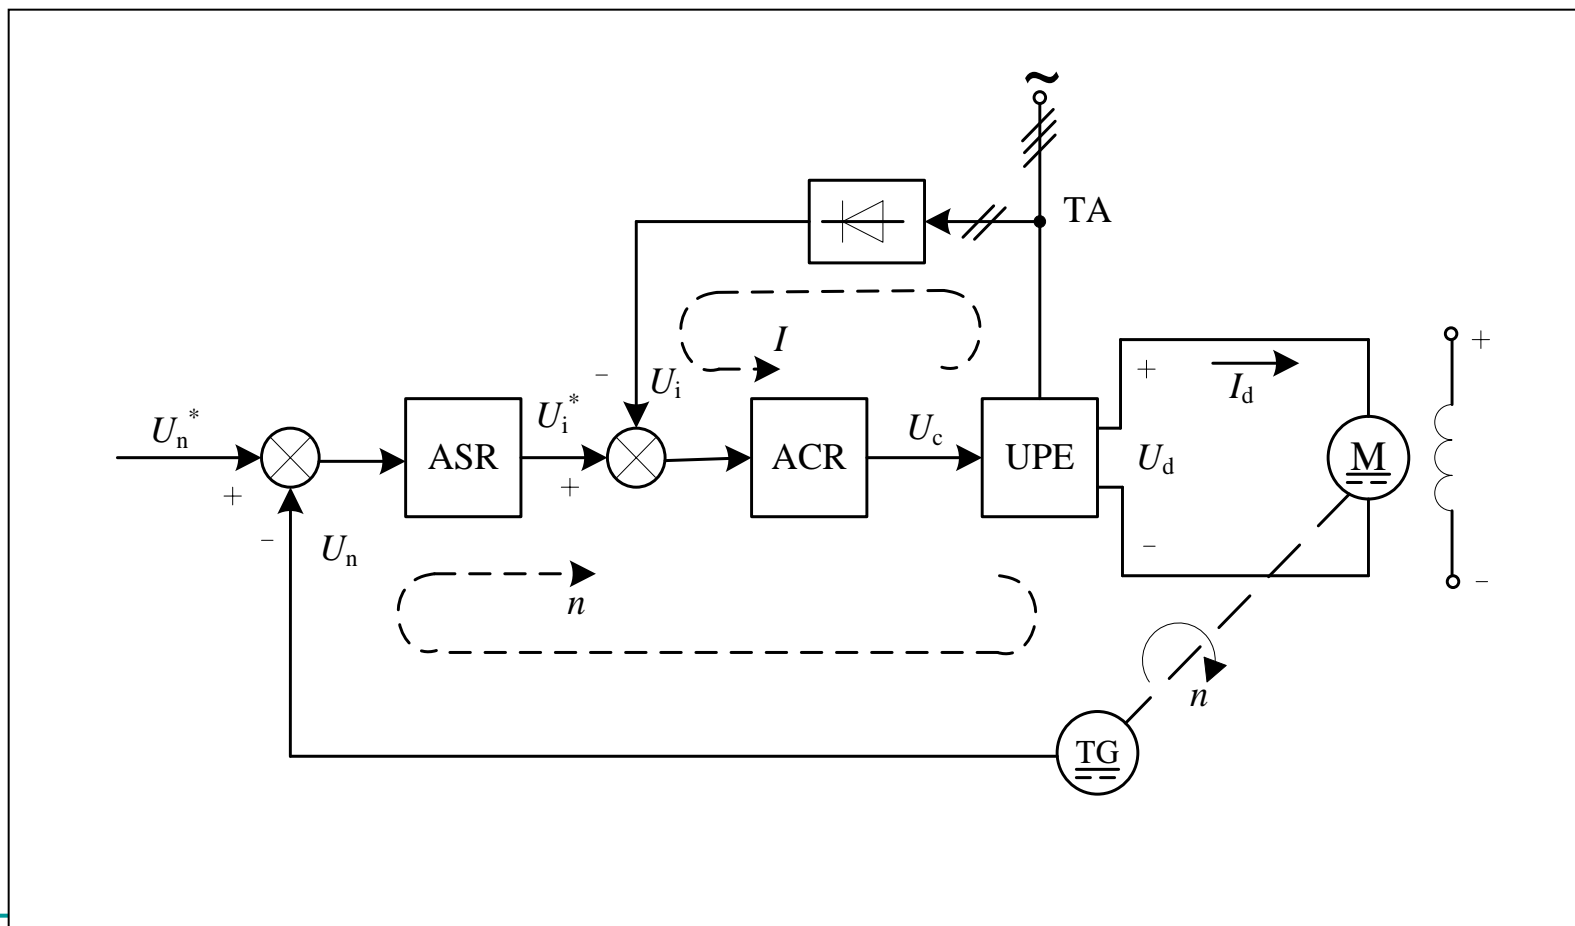 ~
TA
I
− U_i
+ I_d
U_n^* ASR U_i^* ACR U_c UPE U_d M
+ +
− U_n − + −
n
n
TG